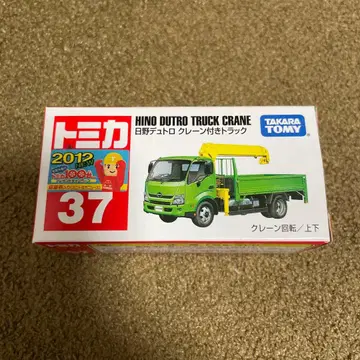 トミカ
HINO DUTRO TRUCK CRANE
日野デュトロ クレーン付きトラック
TAKARA
TOMY
2012
37
クレーン回転/上下